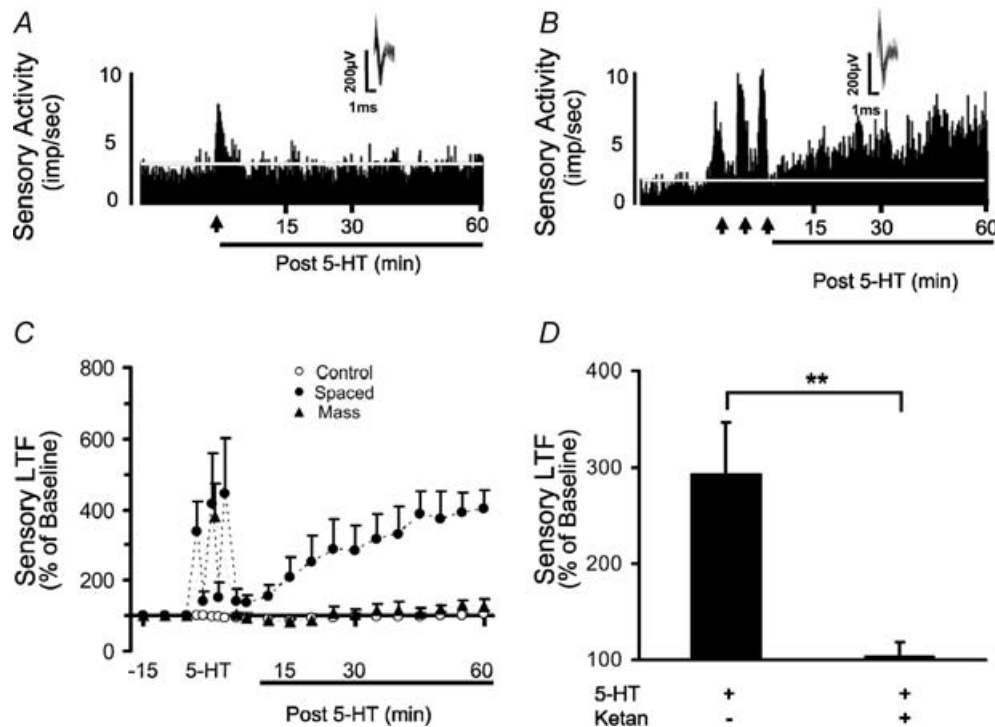 A
Sensory Activity
(imp/sec)
10
5
0
200µV
1ms
15
30
60
Post 5-HT (min)
B
Sensory Activity
(imp/sec)
10
5
0
200µV
1ms
15
30
60
Post 5-HT (min)
C
Sensory LTF
(% of Baseline)
800
600
400
200
100
0
Control
Spaced
Mass
-15
5-HT
15
30
60
Post 5-HT (min)
D
Sensory LTF
(% of Baseline)
400
300
200
100
**
5-HT + +
Ketan - +